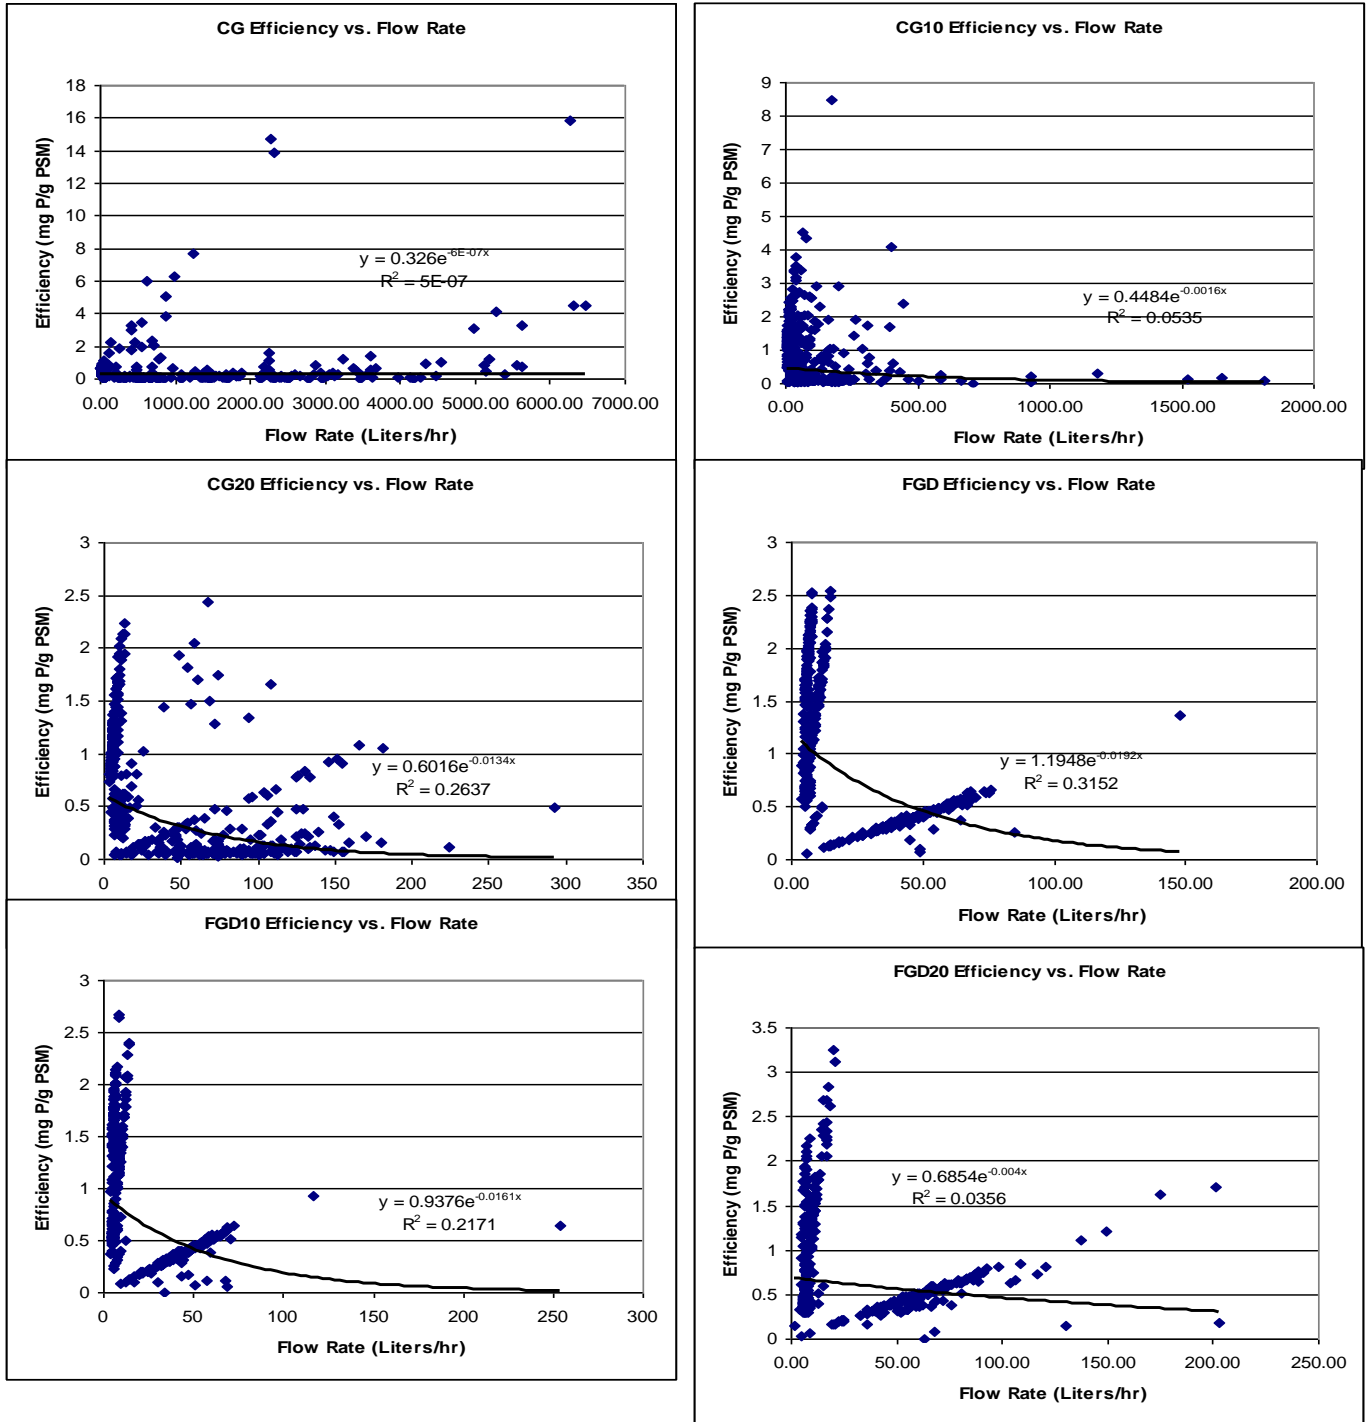 CG Efficiency vs. Flow Rate
Efficiency (mg P/g PSM)
18
16
14
12
10
8
6
4
2
0
y = 0.326e^-6E-07x
R² = 5E-07
0.00 1000.00 2000.00 3000.00 4000.00 5000.00 6000.00 7000.00
Flow Rate (Liters/hr)
CG10 Efficiency vs. Flow Rate
Efficiency (mg P/g PSM)
9
8
7
6
5
4
3
2
1
0
y = 0.4484e^-0.0016x
R² = 0.0535
0.00 500.00 1000.00 1500.00 2000.00
Flow Rate (Liters/hr)
CG20 Efficiency vs. Flow Rate
Efficiency (mg P/g PSM)
3
2.5
2
1.5
1
0.5
0
y = 0.6016e^-0.0134x
R² = 0.2637
0 50 100 150 200 250 300 350
FGD Efficiency vs. Flow Rate
Efficiency (mg P/g PSM)
3
2.5
2
1.5
1
0.5
0
y = 1.1948e^-0.0192x
R² = 0.3152
0.00 50.00 100.00 150.00 200.00
Flow Rate (Liters/hr)
FGD10 Efficiency vs. Flow Rate
Efficiency (mg P/g PSM)
3
2.5
2
1.5
1
0.5
0
y = 0.9376e^-0.0161x
R² = 0.2171
0 50 100 150 200 250 300
Flow Rate (Liters/hr)
FGD20 Efficiency vs. Flow Rate
Efficiency (mg P/g PSM)
3.5
3
2.5
2
1.5
1
0.5
0
y = 0.6854e^-0.004x
R² = 0.0356
0.00 50.00 100.00 150.00 200.00 250.00
Flow Rate (Liters/hr)